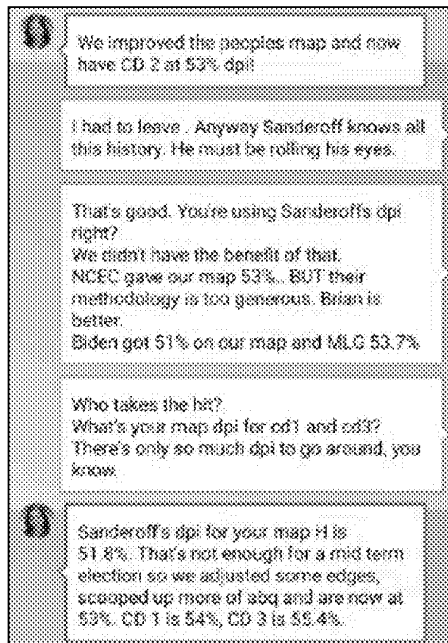 We improved the peoples map and now
have CD 2 at 53% dpi!
I had to leave . Anyway Sanderoff knows all
this history. He must be rolling his eyes.
That's good. You're using Sanderoff's dpi
right?
We didn't have the benefit of that.
NCEC gave our map 53%.. BUT their
methodology is too generous. Brian is
better.
Biden got 51% on our map and MLG 53.7%
Who takes the hit?
What's your map dpi for cd1 and cd3?
There's only so much dpi to go around, you
know.
Sanderoff's dpi for your map H is
51.8%. That's not enough for a mid term
election so we adjusted some edges,
scooped up more of abq and are now at
53%. CD 1 is 54%, CD 3 is 55.4%.